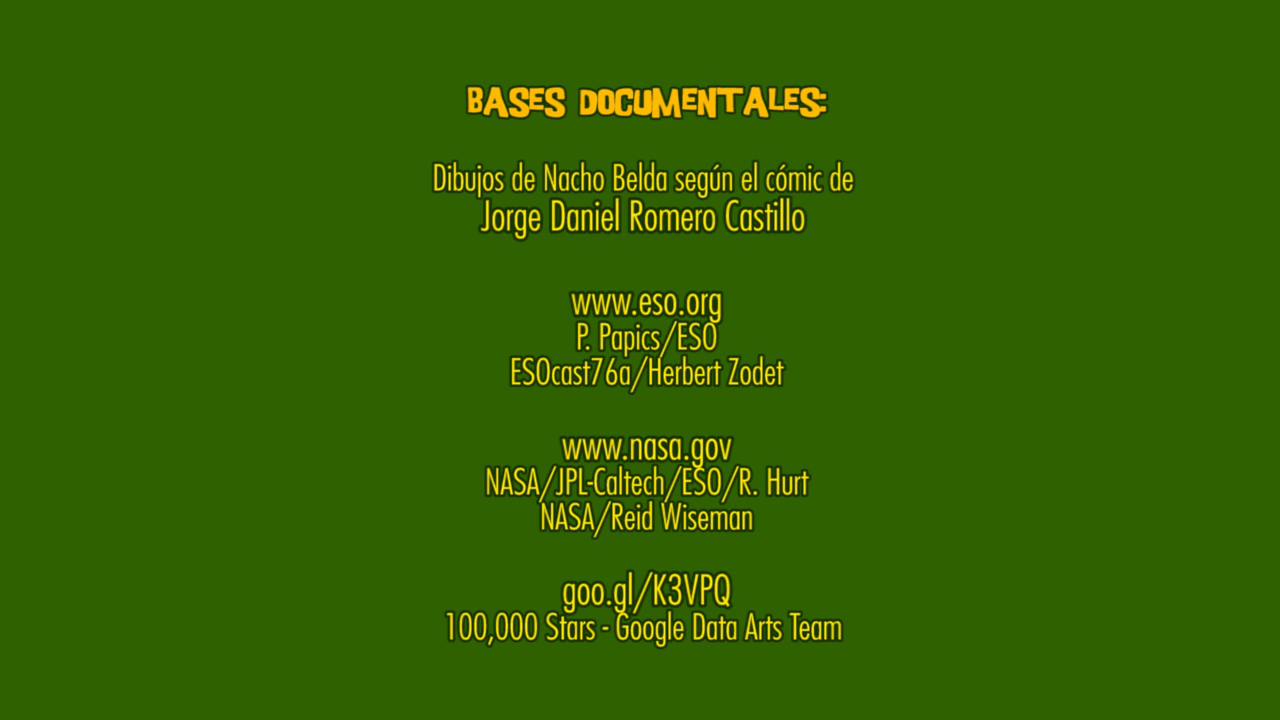 BASES DOCUMENTALES:
Dibujos de Nacho Belda según el cómic de
Jorge Daniel Romero Castillo
www.eso.org
P. Papics/ESO
ESOcast76a/Herbert Zodet
www.nasa.gov
NASA/JPL-Caltech/ESO/R. Hurt
NASA/Reid Wiseman
goo.gl/K3VPQ
100,000 Stars - Google Data Arts Team